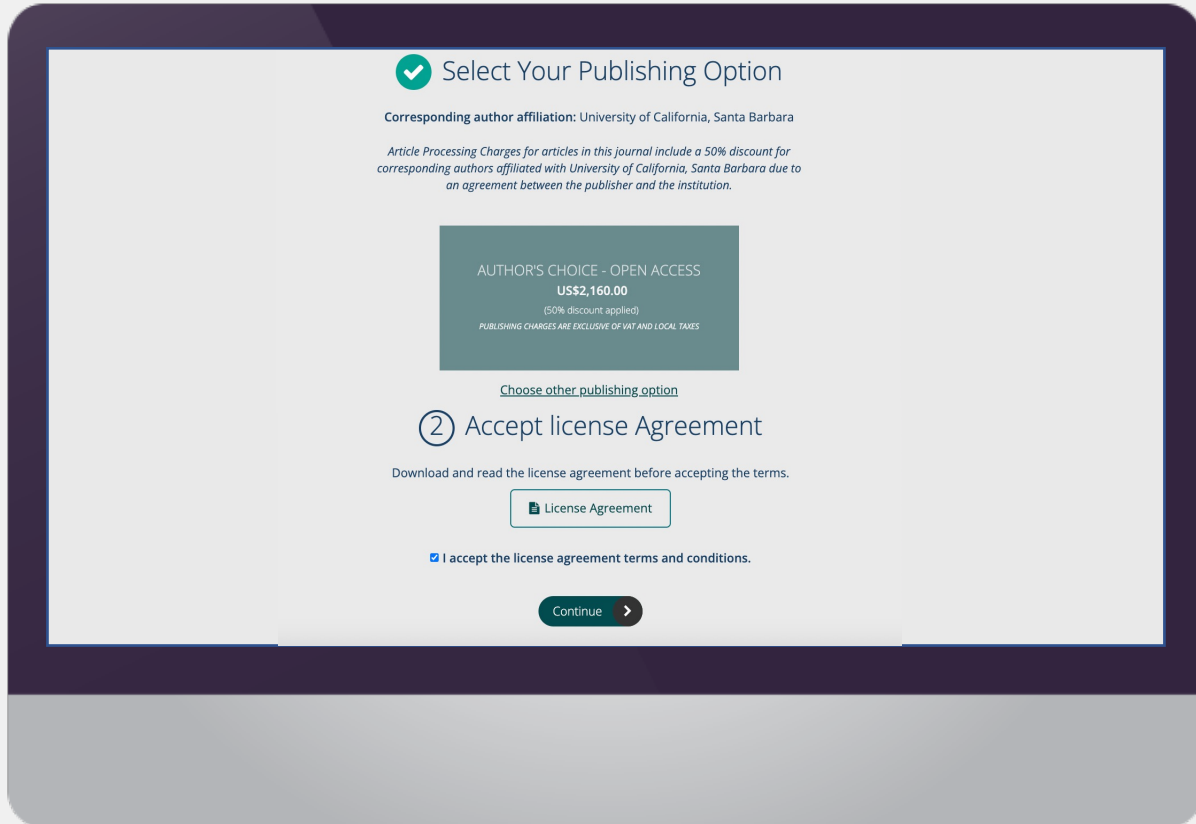 Select Your Publishing Option
Corresponding author affiliation: University of California, Santa Barbara
Article Processing Charges for articles in this journal include a 50% discount for
corresponding authors affiliated with University of California, Santa Barbara due to
an agreement between the publisher and the institution.
AUTHOR'S CHOICE - OPEN ACCESS
US$2,160.00
(50% discount applied)
PUBLISHING CHARGES ARE EXCLUSIVE OF VAT AND LOCAL TAXES
Choose other publishing option
2 Accept license Agreement
Download and read the license agreement before accepting the terms.
License Agreement
I accept the license agreement terms and conditions.
Continue